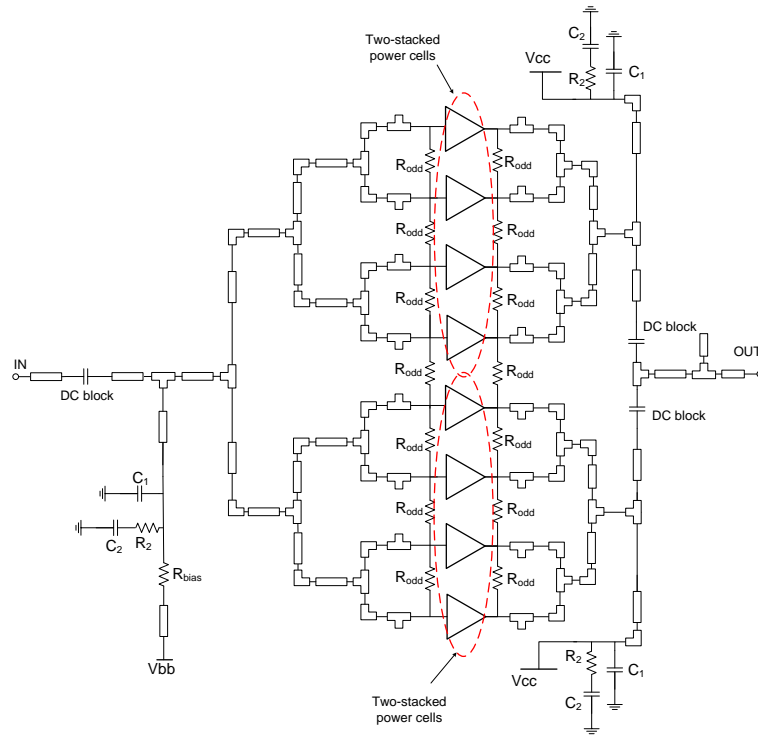 Two-stacked
power cells
C₂
Vcc
R₂
C₁
Rodd
Rodd
Rodd
Rodd
Rodd
Rodd
DC block
IN
OUT
Rodd
Rodd
DC block
DC block
Rodd
Rodd
C₁
Rodd
Rodd
C₂
R₂
Rbias
Rodd
Rodd
Vbb
R₂
C₁
Vcc
C₂
Two-stacked
power cells